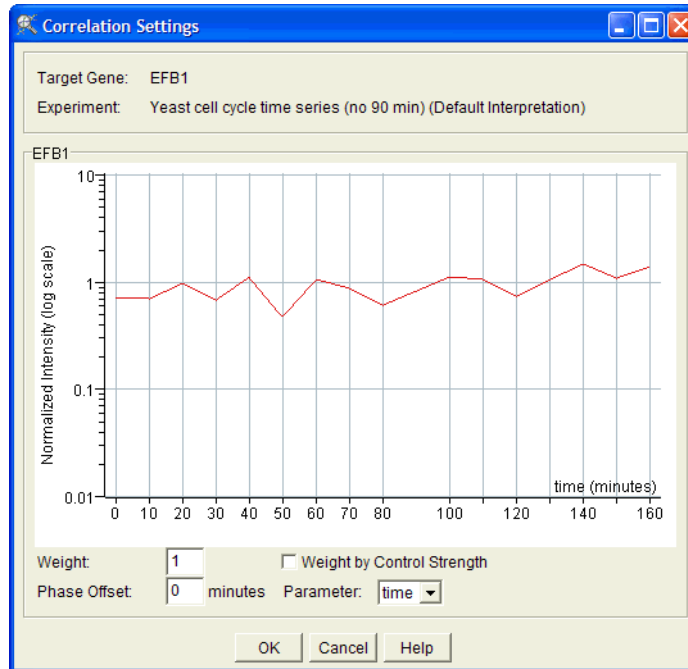 Correlation Settings
Target Gene: EFB1
Experiment: Yeast cell cycle time series (no 90 min) (Default Interpretation)
EFB1
Normalized Intensity (log scale)
10
1
0.1
0.01
time (minutes)
0 10 20 30 40 50 60 70 80 100 120 140 160
Weight: 1 Weight by Control Strength
Phase Offset: 0 minutes Parameter: time
OK Cancel Help